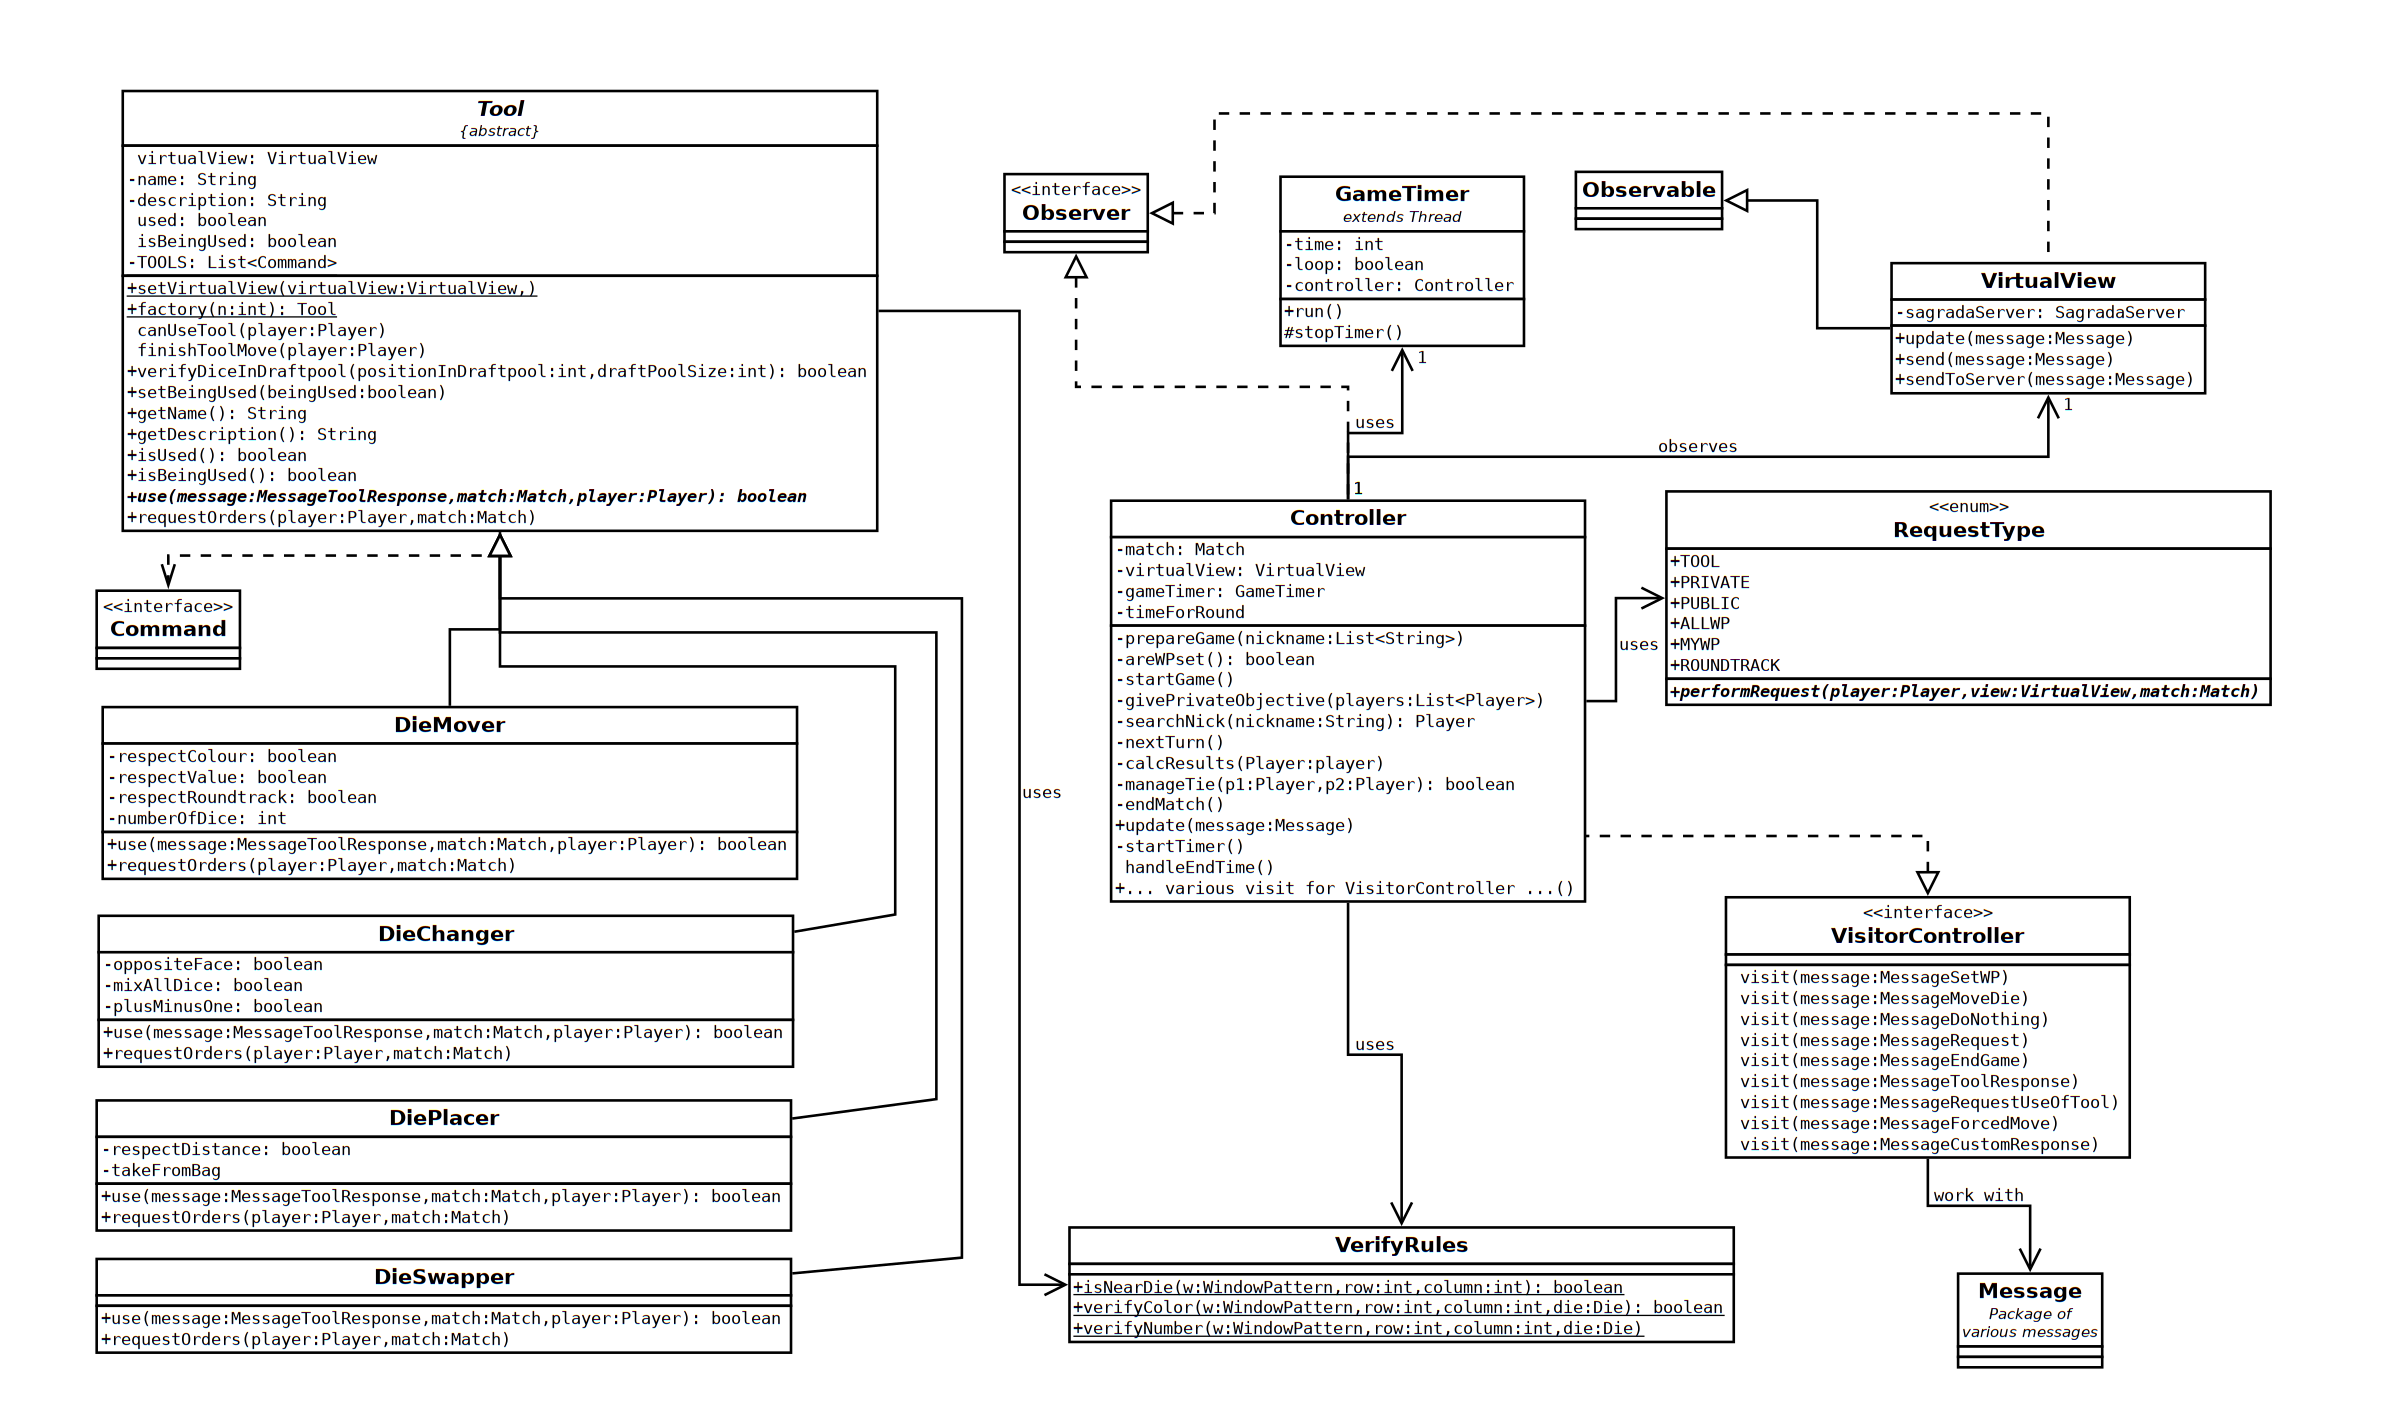 Tool
{abstract}
virtualView: VirtualView
-name: String
-description: String
used: boolean
isBeingUsed: boolean
-TOOLS: List<Command>
+setVirtualView(virtualView:VirtualView,)
+factory(n:int): Tool
canUseTool(player:Player)
finishToolMove(player:Player)
+verifyDiceInDraftpool(positionInDraftpool:int,draftPoolSize:int): boolean
+setBeingUsed(beingUsed:boolean)
+getName(): String
+getDescription(): String
+isUsed(): boolean
+isBeingUsed(): boolean
+use(message:MessageToolResponse,match:Match,player:Player): boolean
+requestOrders(player:Player,match:Match)
<<interface>>
Command
DieMover
-respectColour: boolean
-respectValue: boolean
-respectRoundtrack: boolean
-numberOfDice: int
+use(message:MessageToolResponse,match:Match,player:Player): boolean
+requestOrders(player:Player,match:Match)
DieChanger
-oppositeFace: boolean
-mixAllDice: boolean
-plusMinusOne: boolean
+use(message:MessageToolResponse,match:Match,player:Player): boolean
+requestOrders(player:Player,match:Match)
DiePlacer
-respectDistance: boolean
-takeFromBag
+use(message:MessageToolResponse,match:Match,player:Player): boolean
+requestOrders(player:Player,match:Match)
DieSwapper
+use(message:MessageToolResponse,match:Match,player:Player): boolean
+requestOrders(player:Player,match:Match)
uses
<<interface>>
Observer
GameTimer
extends Thread
-time: int
-loop: boolean
-controller: Controller
+run()
#stopTimer()
1
uses
Observable
VirtualView
-sagradaServer: SagradaServer
+update(message:Message)
+send(message:Message)
+sendToServer(message:Message)
1
observes
1
Controller
-match: Match
-virtualView: VirtualView
-gameTimer: GameTimer
-timeForRound
-prepareGame(nickname:List<String>)
-areWPset(): boolean
-startGame()
-givePrivateObjective(players:List<Player>)
-searchNick(nickname:String): Player
-nextTurn()
-calcResults(Player:player)
-manageTie(p1:Player,p2:Player): boolean
-endMatch()
+update(message:Message)
-startTimer()
handleEndTime()
+... various visit for VisitorController ...()
uses
<<enum>>
RequestType
+TOOL
+PRIVATE
+PUBLIC
+ALLWP
+MYWP
+ROUNDTRACK
+performRequest(player:Player,view:VirtualView,match:Match)
<<interface>>
VisitorController
visit(message:MessageSetWP)
visit(message:MessageMoveDie)
visit(message:MessageDoNothing)
visit(message:MessageRequest)
visit(message:MessageEndGame)
visit(message:MessageToolResponse)
visit(message:MessageRequestUseOfTool)
visit(message:MessageForcedMove)
visit(message:MessageCustomResponse)
work with
uses
VerifyRules
+isNearDie(w:WindowPattern,row:int,column:int): boolean
+verifyColor(w:WindowPattern,row:int,column:int,die:Die): boolean
+verifyNumber(w:WindowPattern,row:int,column:int,die:Die)
Message
Package of
various messages